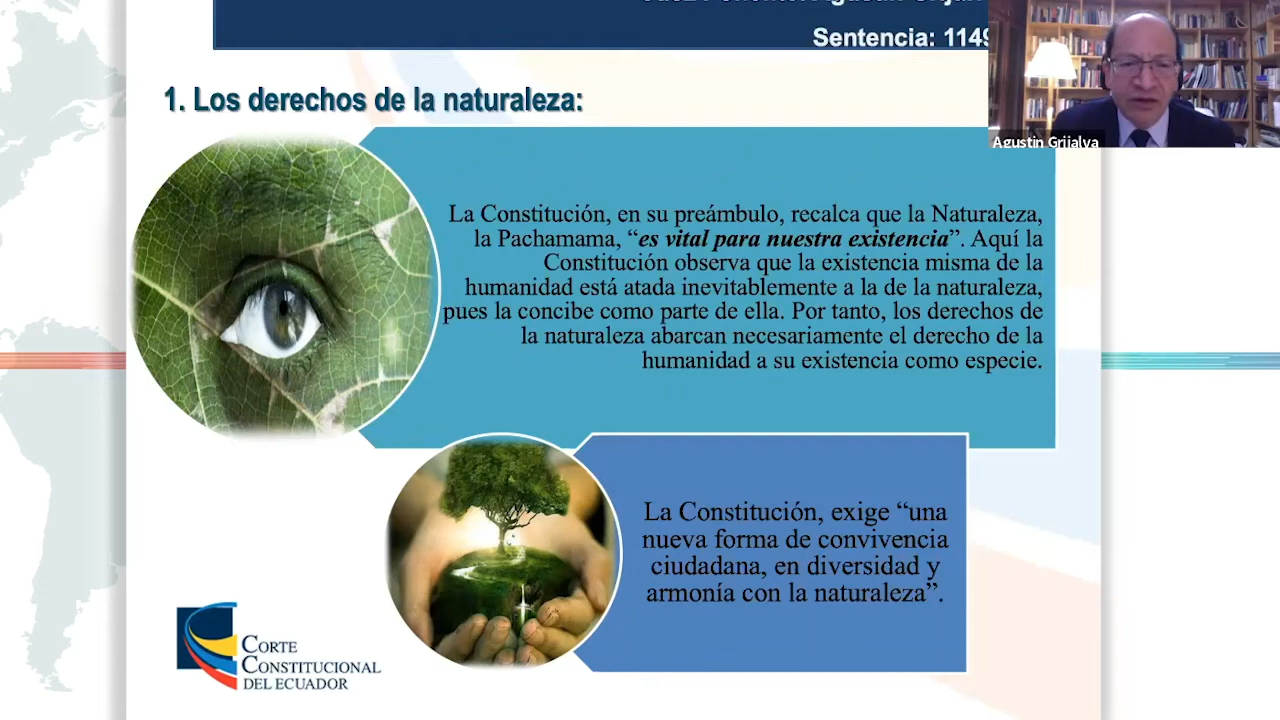 Sentencia: 1149
Agustín Grijalva
1. Los derechos de la naturaleza:
La Constitución, en su preámbulo, recalca que la Naturaleza,
la Pachamama, “es vital para nuestra existencia”. Aquí la
Constitución observa que la existencia misma de la
humanidad está atada inevitablemente a la de la naturaleza,
pues la concibe como parte de ella. Por tanto, los derechos de
la naturaleza abarcan necesariamente el derecho de la
humanidad a su existencia como especie.
La Constitución, exige “una
nueva forma de convivencia
ciudadana, en diversidad y
armonía con la naturaleza”.
CORTE
CONSTITUCIONAL
DEL ECUADOR